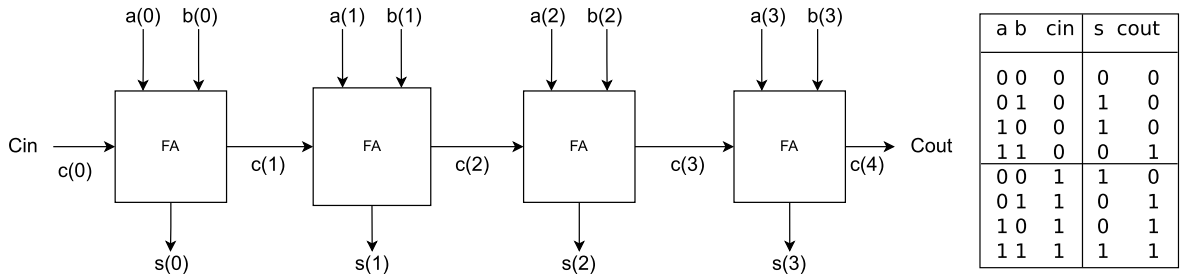 a(0) b(0) a(1) b(1) a(2) b(2) a(3) b(3)
Cin FA FA FA FA Cout
c(0) c(1) c(2) c(3) c(4)
s(0) s(1) s(2) s(3)
a b cin s cout
0 0 0 0 0
0 1 0 1 0
1 0 0 1 0
1 1 0 0 1
0 0 1 1 0
0 1 1 0 1
1 0 1 0 1
1 1 1 1 1